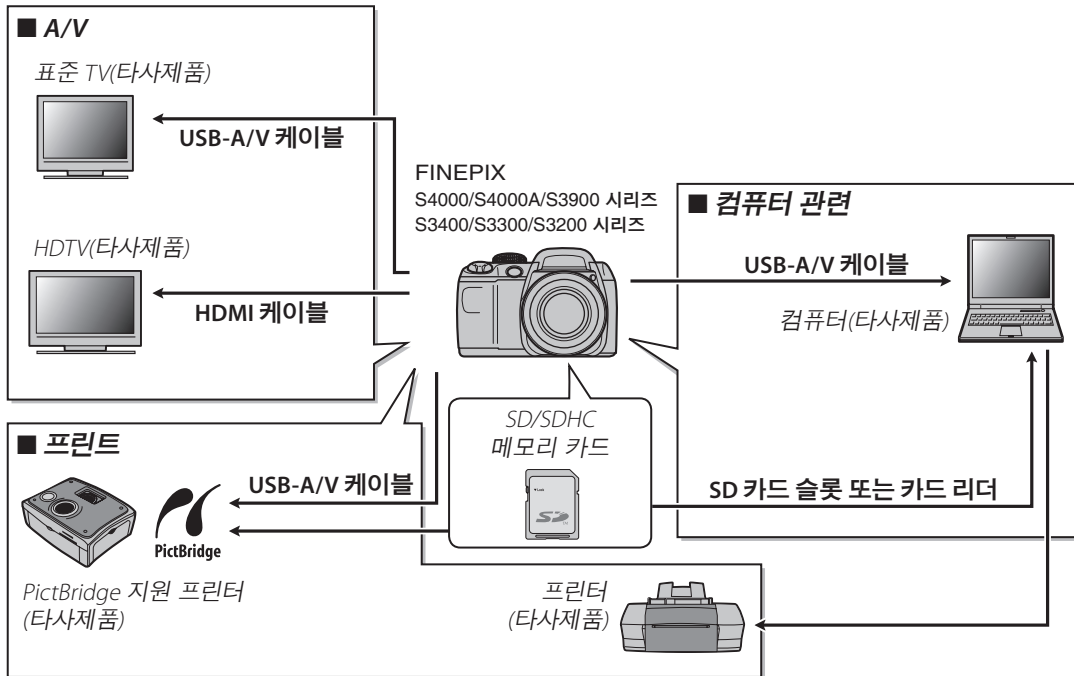 ■ A/V
표준 TV(타사제품)
USB-A/V 케이블
HDTV(타사제품)
HDMI 케이블
FINEPIX
S4000/S4000A/S3900 시리즈
S3400/S3300/S3200 시리즈
■ 컴퓨터 관련
USB-A/V 케이블
컴퓨터(타사제품)
SD/SDHC
메모리 카드
SD 카드 슬롯 또는 카드 리더
■ 프린트
USB-A/V 케이블
PictBridge
PictBridge 지원 프린터
(타사제품)
프린터
(타사제품)
Lock
SD